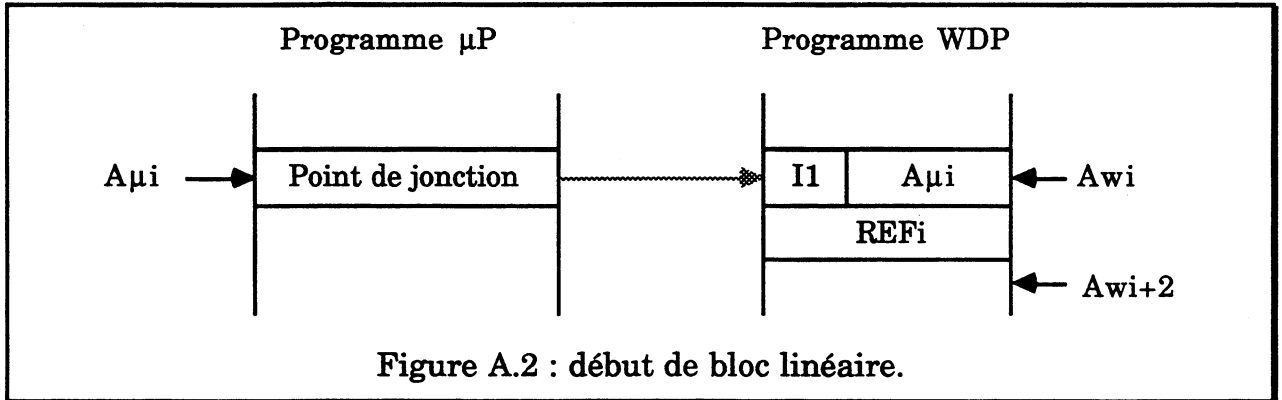 Programme µP Programme WDP
Aµi Point de jonction I1 Aµi Awi
REFi
Awi+2
Figure A.2 : début de bloc linéaire.